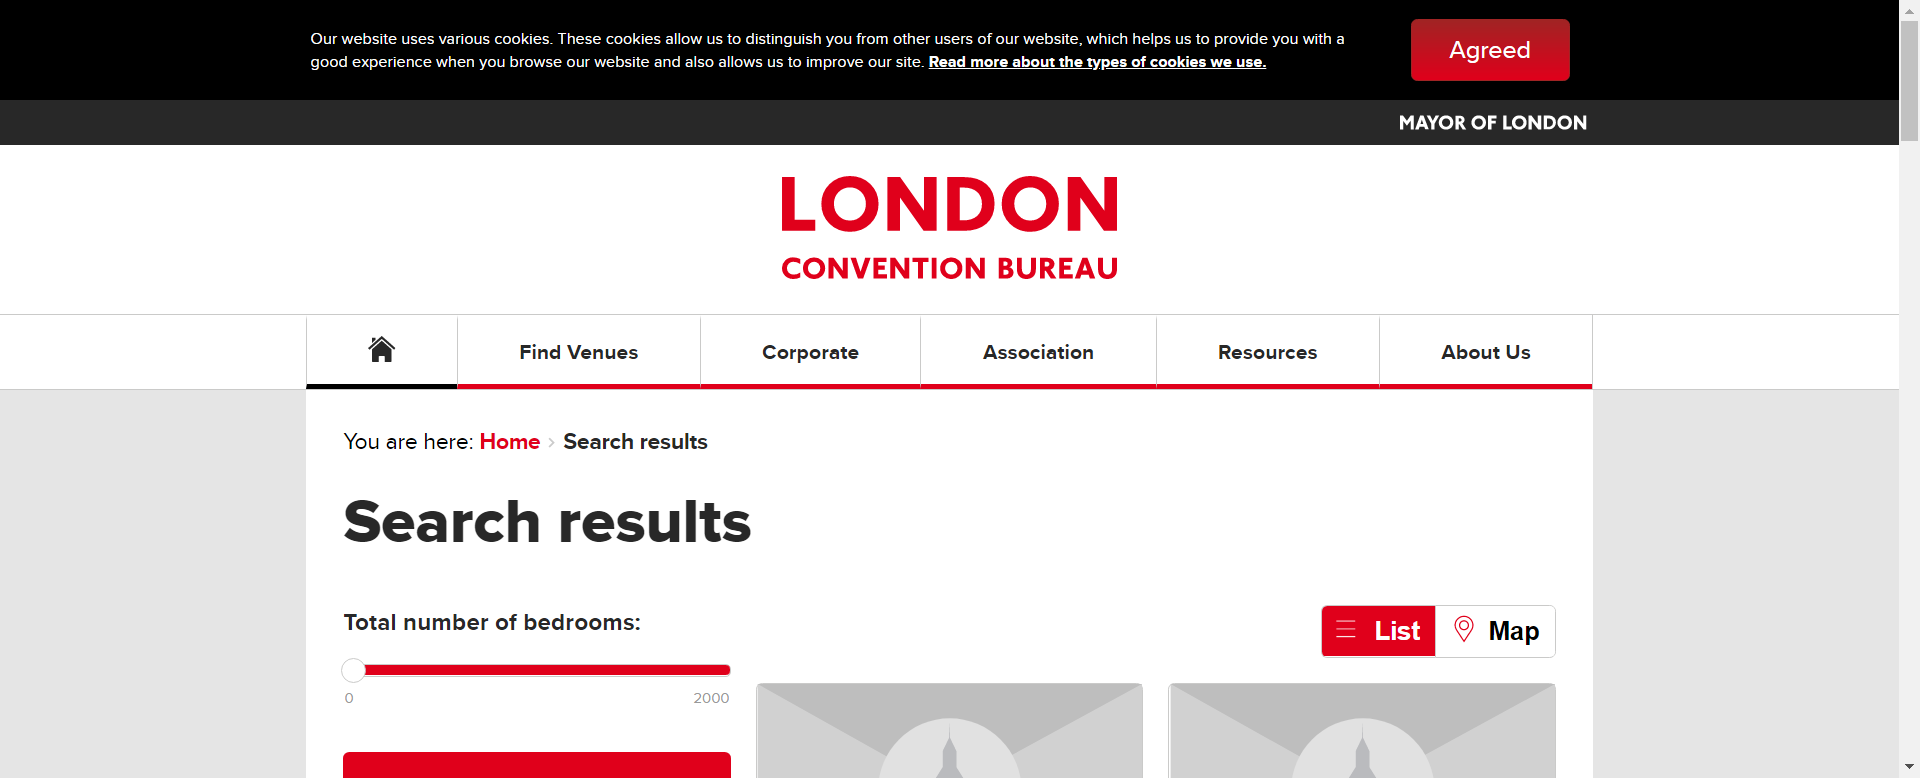 Our website uses various cookies. These cookies allow us to distinguish you from other users of our website, which helps us to provide you with a
good experience when you browse our website and also allows us to improve our site. Read more about the types of cookies we use.
Agreed
MAYOR OF LONDON
LONDON
CONVENTION BUREAU
Find Venues
Corporate
Association
Resources
About Us
You are here: Home › Search results
Search results
Total number of bedrooms:
0
2000
List
Map